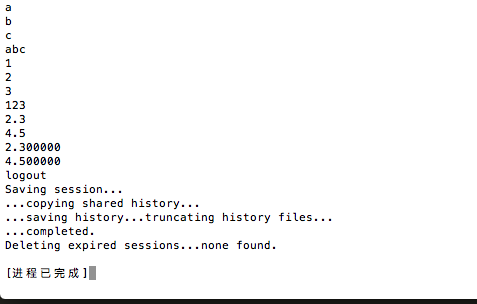 a
b
c
abc
1
2
3
123
2.3
4.5
2.300000
4.500000
logout
Saving session...
...copying shared history...
...saving history...truncating history files...
...completed.
Deleting expired sessions...none found.
[进程已完成]